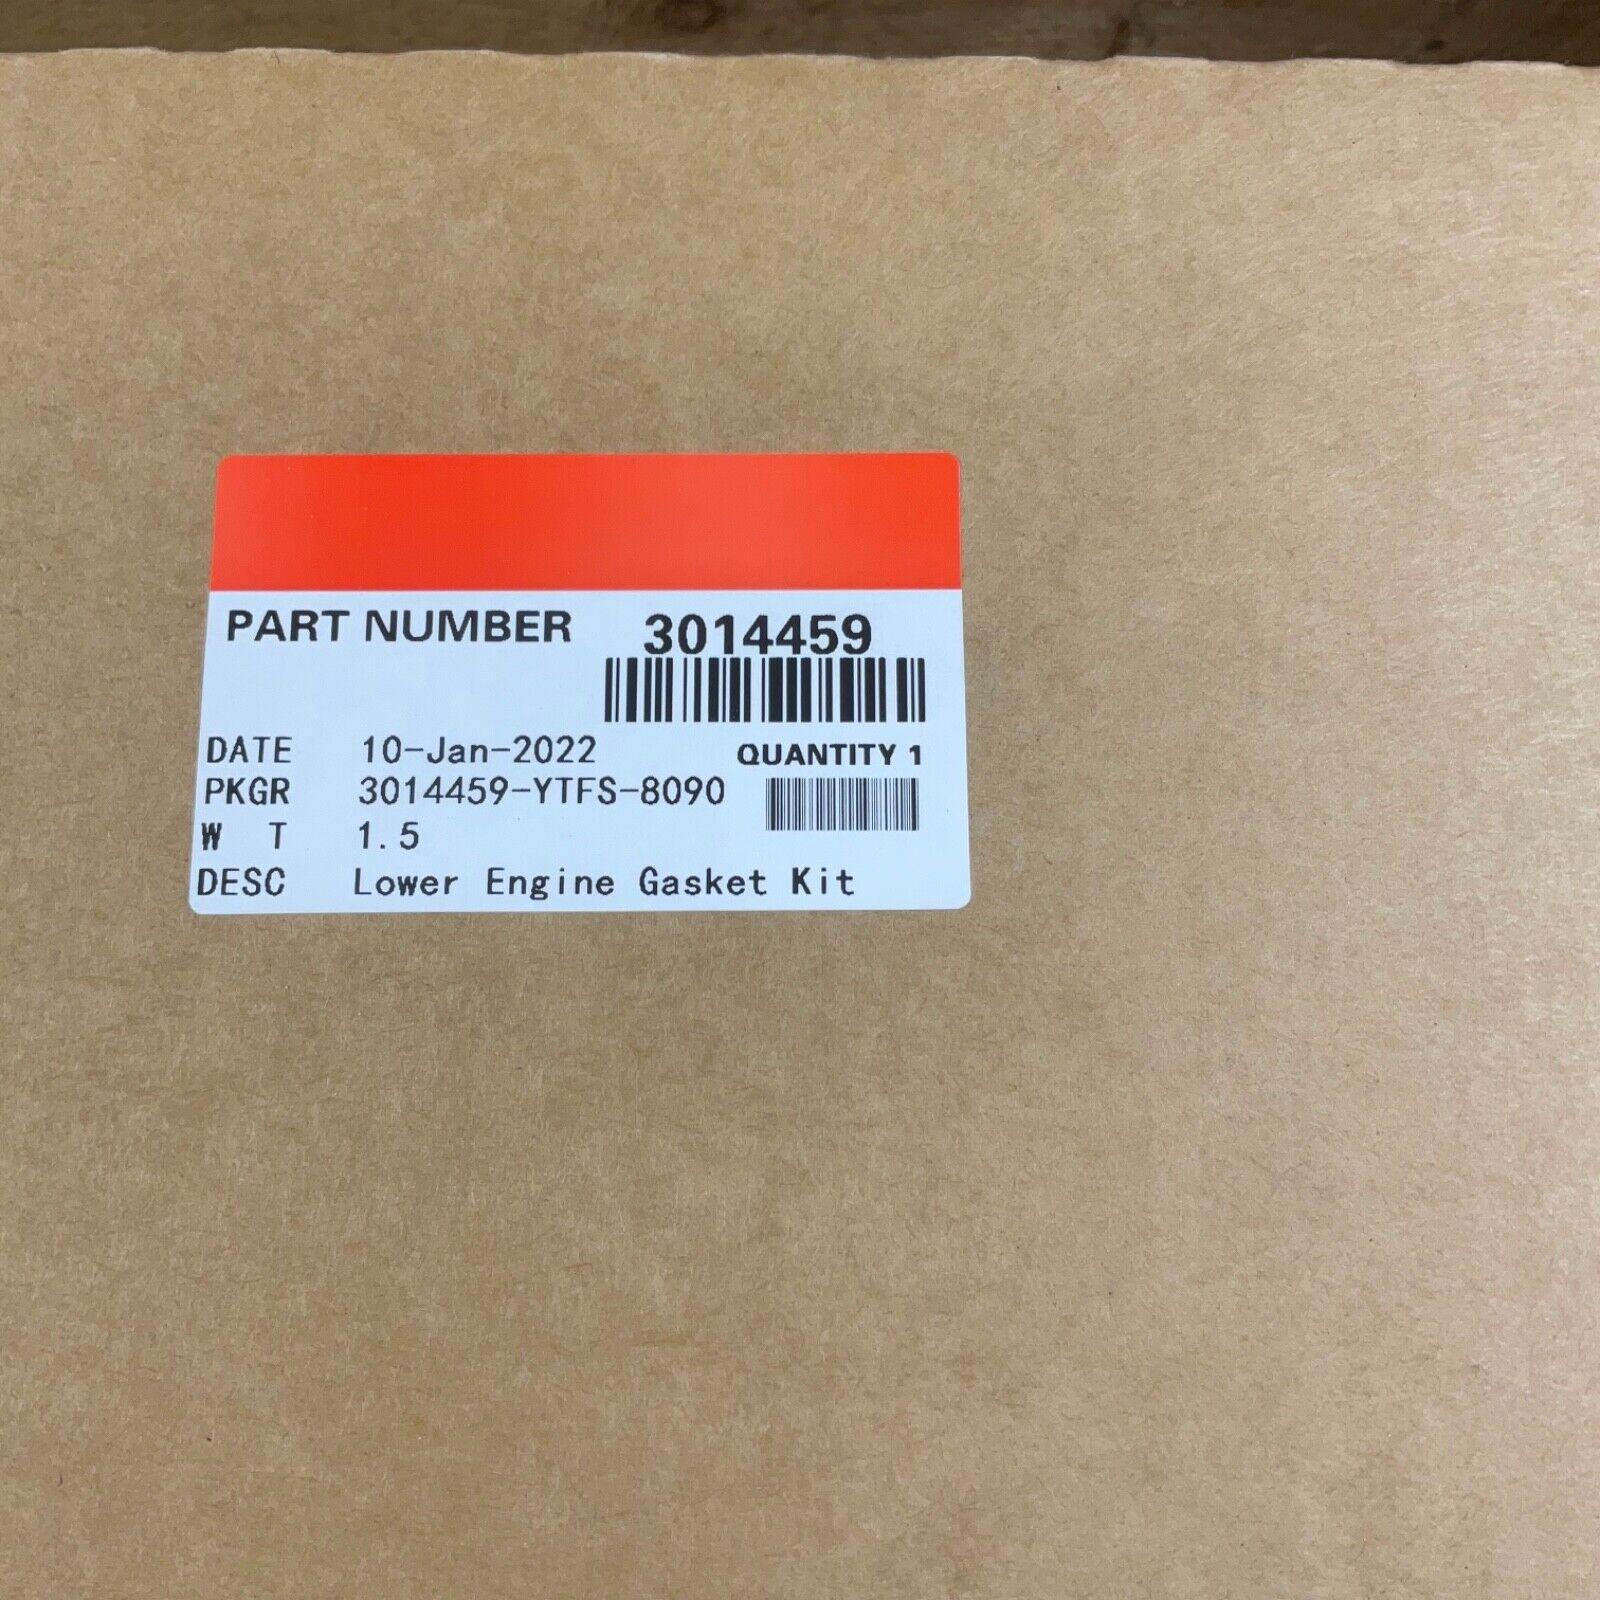 PART NUMBER 3014459
DATE 10-Jan-2022 QUANTITY 1
PKGR 3014459-YTFS-8090
W T 1.5
DESC Lower Engine Gasket Kit